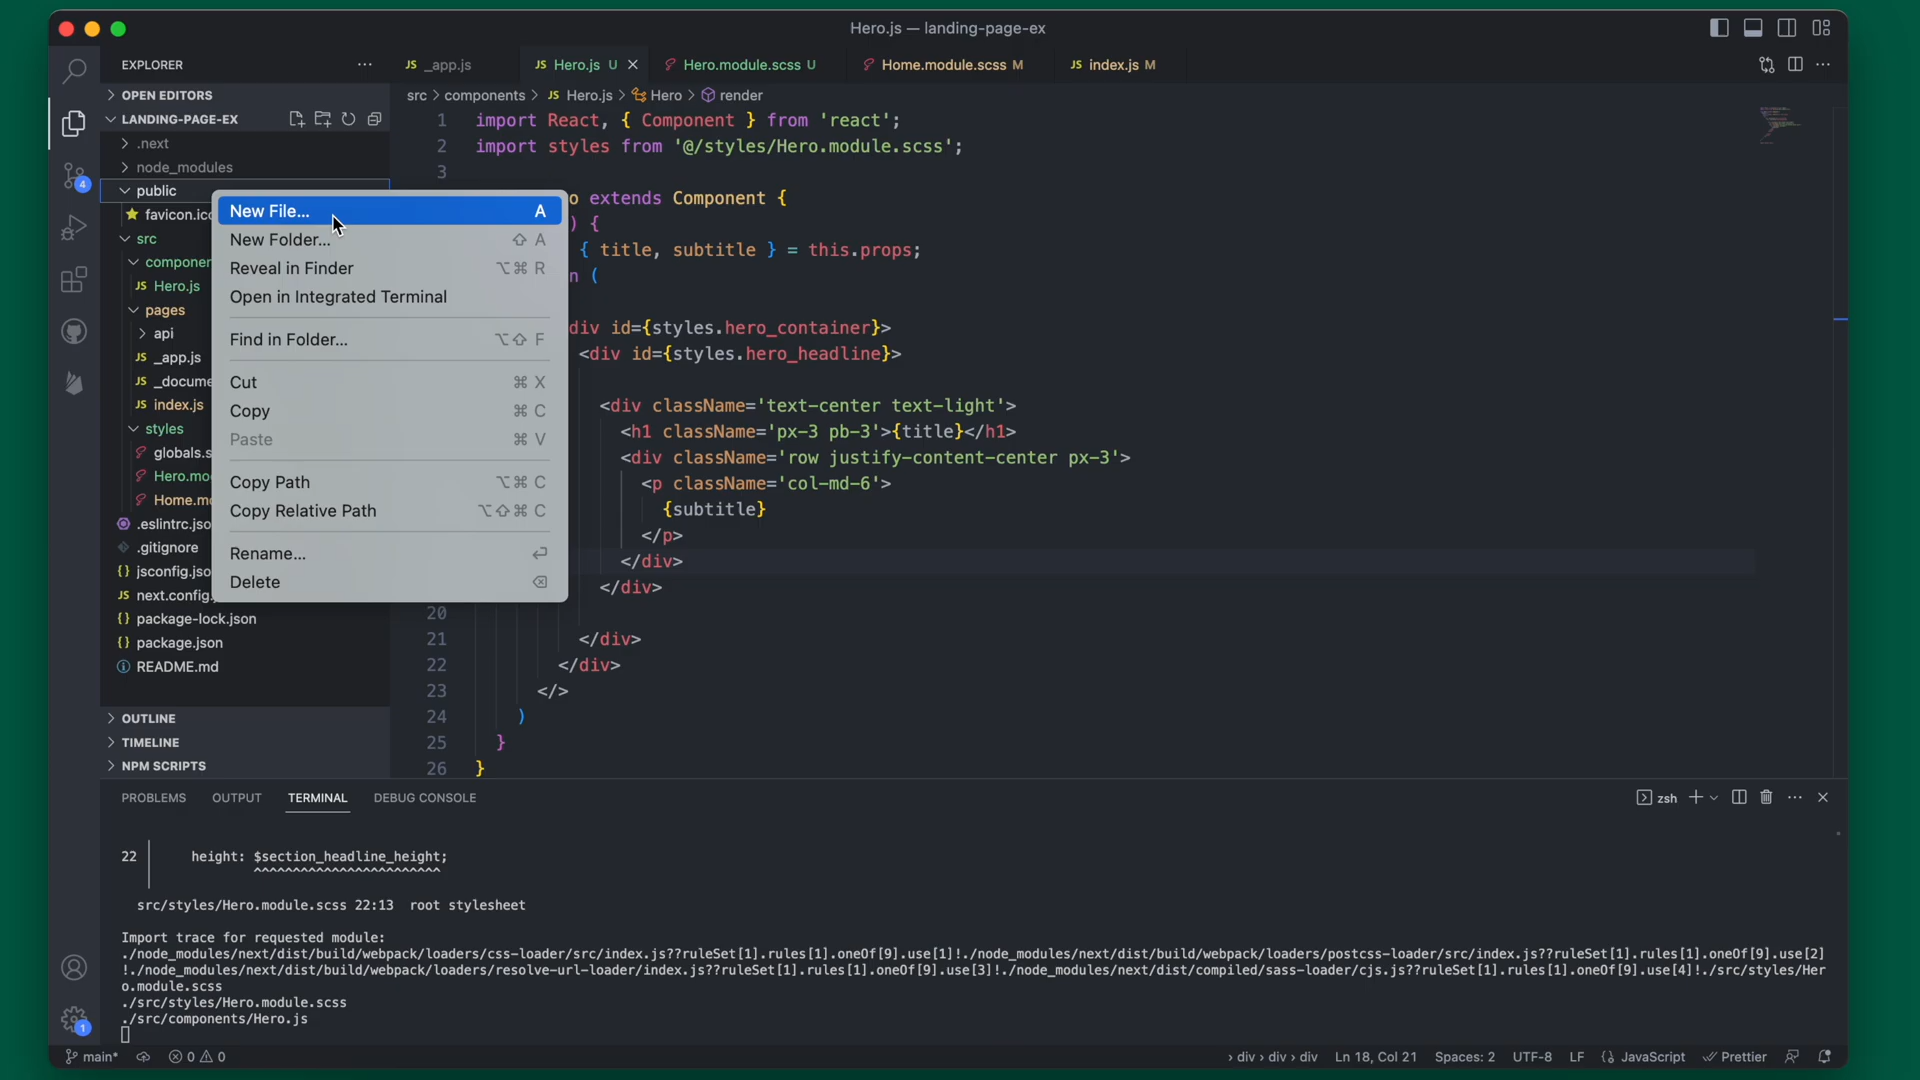 Hero.js — landing-page-ex
EXPLORER
OPEN EDITORS
LANDING-PAGE-EX
.next
node_modules
public
favicon.ico
src
componen
JS Hero.js
pages
api
JS _app.js
JS _docume
JS index.js
styles
globals.s
Hero.mo
Home.m
.eslintrc.jso
.gitignore
{} jsconfig.jso
JS next.config.
{} package-lock.json
{} package.json
README.md
OUTLINE
TIMELINE
NPM SCRIPTS
4
1
New File... A
New Folder... ⇧ A
Reveal in Finder ⌥⌘ R
Open in Integrated Terminal
Find in Folder... ⌥⇧ F
Cut ⌘ X
Copy ⌘ C
Paste ⌘ V
Copy Path ⌥⌘ C
Copy Relative Path ⌥⇧⌘ C
Rename... ⏎
Delete ⌫
JS _app.js JS Hero.js U Hero.module.scss U Home.module.scss M JS index.js M
src > components > JS Hero.js > Hero > render
1 import React, { Component } from 'react';
2 import styles from '@/styles/Hero.module.scss';
3
o extends Component {
) {
{ title, subtitle } = this.props;
n (
div id={styles.hero_container}>
<div id={styles.hero_headline}>
<div className='text-center text-light'>
<h1 className='px-3 pb-3'>{title}</h1>
<div className='row justify-content-center px-3'>
<p className='col-md-6'>
{subtitle}
</p>
</div>
</div>
20
21 </div>
22 </div>
23 </>
24 )
25 }
26 }
PROBLEMS OUTPUT TERMINAL DEBUG CONSOLE
zsh
22 height: $section_headline_height;
^^^^^^^^^^^^^^^^^^^^^^^^
src/styles/Hero.module.scss 22:13 root stylesheet
Import trace for requested module:
./node_modules/next/dist/build/webpack/loaders/css-loader/src/index.js??ruleSet[1].rules[1].oneOf[9].use[1]!./node_modules/next/dist/build/webpack/loaders/postcss-loader/src/index.js??ruleSet[1].rules[1].oneOf[9].use[2]
!./node_modules/next/dist/build/webpack/loaders/resolve-url-loader/index.js??ruleSet[1].rules[1].oneOf[9].use[3]!./node_modules/next/dist/compiled/sass-loader/cjs.js??ruleSet[1].rules[1].oneOf[9].use[4]!./src/styles/Her
o.module.scss
./src/styles/Hero.module.scss
./src/components/Hero.js
main* 0 0 › div › div › div Ln 18, Col 21 Spaces: 2 UTF-8 LF {} JavaScript Prettier